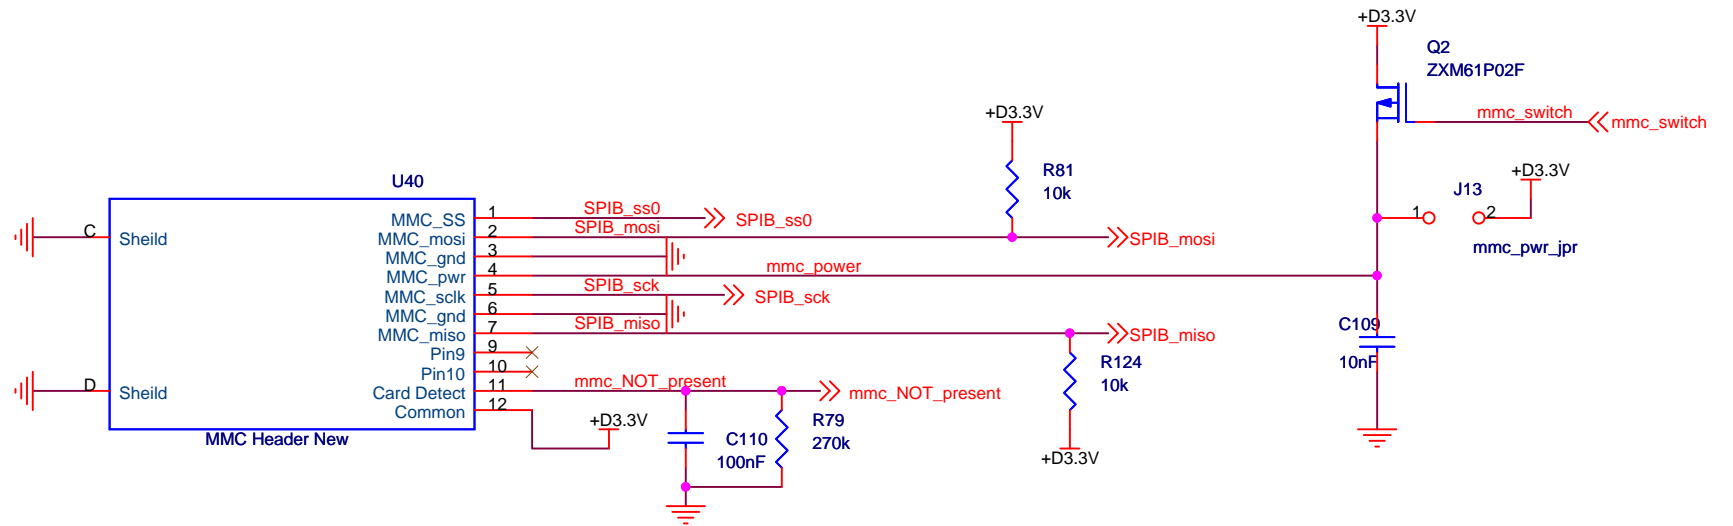 +D3.3V
Q2
ZXM61P02F
mmc_switch
mmc_switch
+D3.3V
R81
10k
+D3.3V
J13
1
2
mmc_pwr_jpr
U40
C
Sheild
D
Sheild
MMC_SS
1
SPIB_ss0
SPIB_ss0
MMC_mosi
2
SPIB_mosi
SPIB_mosi
MMC_gnd
3
MMC_pwr
4
mmc_power
MMC_sclk
5
SPIB_sck
SPIB_sck
MMC_gnd
6
MMC_miso
7
SPIB_miso
SPIB_miso
Pin9
9
Pin10
10
Card Detect
11
mmc_NOT_present
mmc_NOT_present
Common
12
MMC Header New
+D3.3V
C110
100nF
R79
270k
R124
10k
+D3.3V
C109
10nF